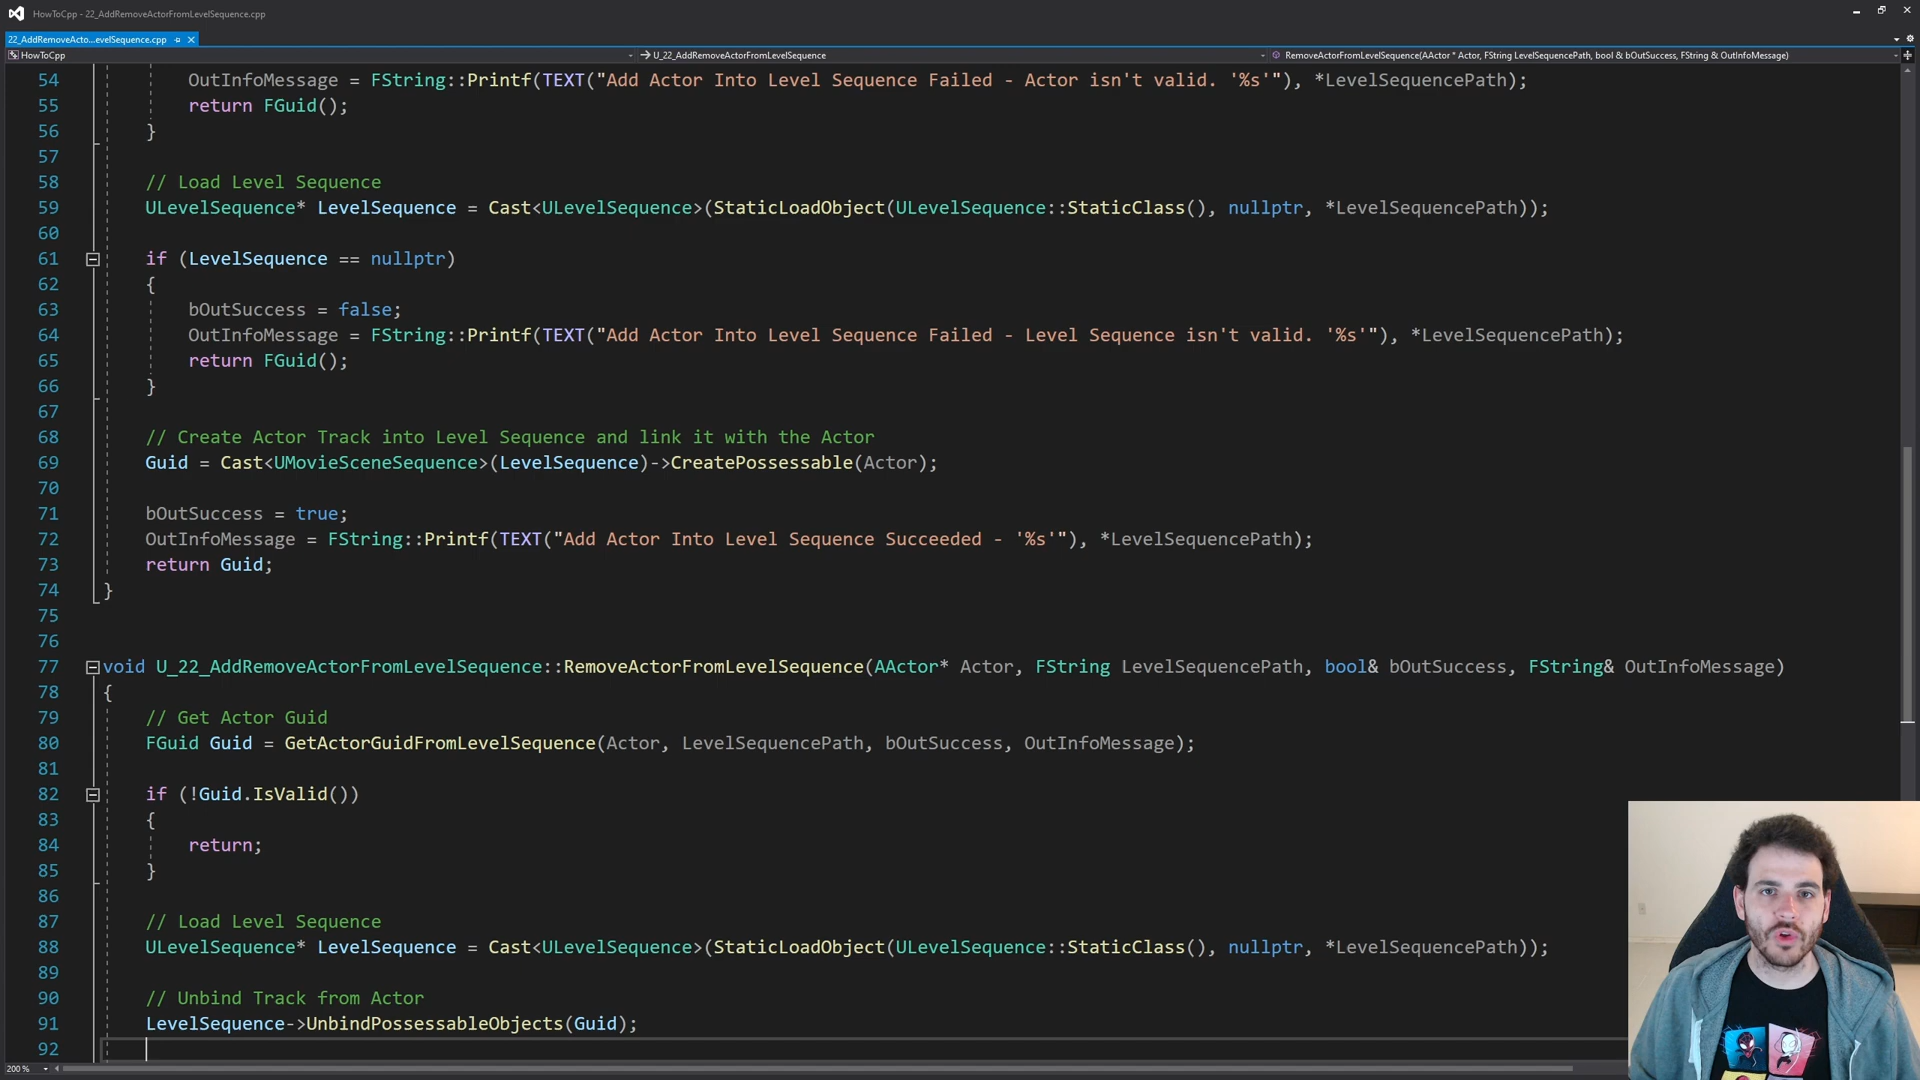 HowToCpp - 22_AddRemoveActorFromLevelSequence.cpp
22_AddRemoveActo...evelSequence.cpp
HowToCpp
U_22_AddRemoveActorFromLevelSequence
RemoveActorFromLevelSequence(AActor * Actor, FString LevelSequencePath, bool & bOutSuccess, FString & OutInfoMessage)
54 OutInfoMessage = FString::Printf(TEXT("Add Actor Into Level Sequence Failed - Actor isn't valid. '%s'"), *LevelSequencePath);
55 return FGuid();
56 }
57
58 // Load Level Sequence
59 ULevelSequence* LevelSequence = Cast<ULevelSequence>(StaticLoadObject(ULevelSequence::StaticClass(), nullptr, *LevelSequencePath));
60
61 if (LevelSequence == nullptr)
62 {
63 bOutSuccess = false;
64 OutInfoMessage = FString::Printf(TEXT("Add Actor Into Level Sequence Failed - Level Sequence isn't valid. '%s'"), *LevelSequencePath);
65 return FGuid();
66 }
67
68 // Create Actor Track into Level Sequence and link it with the Actor
69 Guid = Cast<UMovieSceneSequence>(LevelSequence)->CreatePossessable(Actor);
70
71 bOutSuccess = true;
72 OutInfoMessage = FString::Printf(TEXT("Add Actor Into Level Sequence Succeeded - '%s'"), *LevelSequencePath);
73 return Guid;
74 }
75
76
77 void U_22_AddRemoveActorFromLevelSequence::RemoveActorFromLevelSequence(AActor* Actor, FString LevelSequencePath, bool& bOutSuccess, FString& OutInfoMessage)
78 {
79 // Get Actor Guid
80 FGuid Guid = GetActorGuidFromLevelSequence(Actor, LevelSequencePath, bOutSuccess, OutInfoMessage);
81
82 if (!Guid.IsValid())
83 {
84 return;
85 }
86
87 // Load Level Sequence
88 ULevelSequence* LevelSequence = Cast<ULevelSequence>(StaticLoadObject(ULevelSequence::StaticClass(), nullptr, *LevelSequencePath));
89
90 // Unbind Track from Actor
91 LevelSequence->UnbindPossessableObjects(Guid);
92
200 %